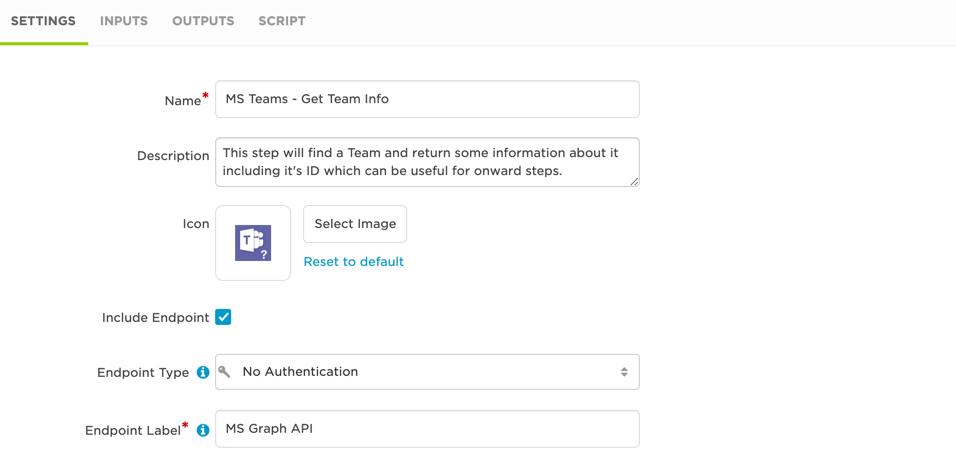 SETTINGS INPUTS OUTPUTS SCRIPT
Name* MS Teams - Get Team Info
Description This step will find a Team and return some information about it
including it's ID which can be useful for onward steps.
Icon T ? Select Image
Reset to default
Include Endpoint
Endpoint Type i No Authentication
Endpoint Label* i MS Graph API